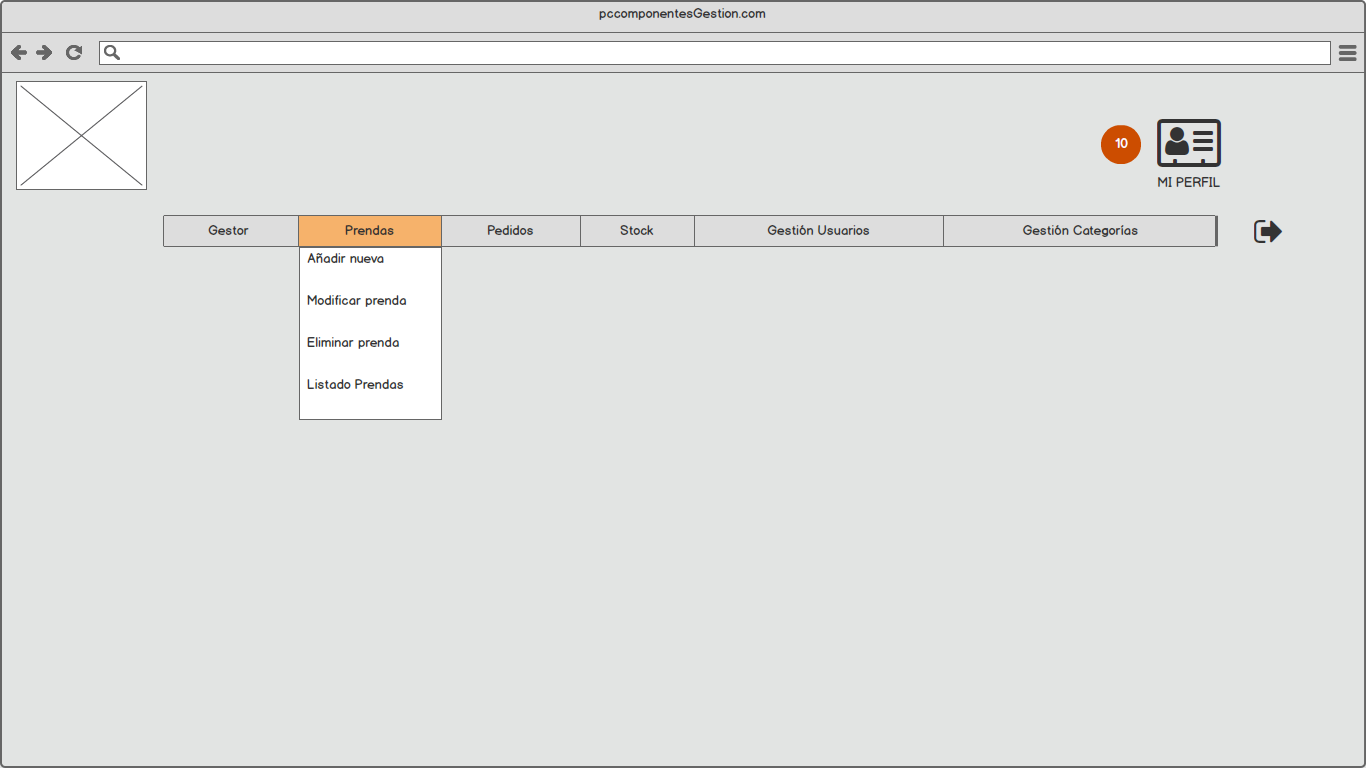 pccomponentesGestion.com
10
MI PERFIL
Gestor Prendas Pedidos Stock Gestión Usuarios Gestión Categorías
Añadir nueva
Modificar prenda
Eliminar prenda
Listado Prendas